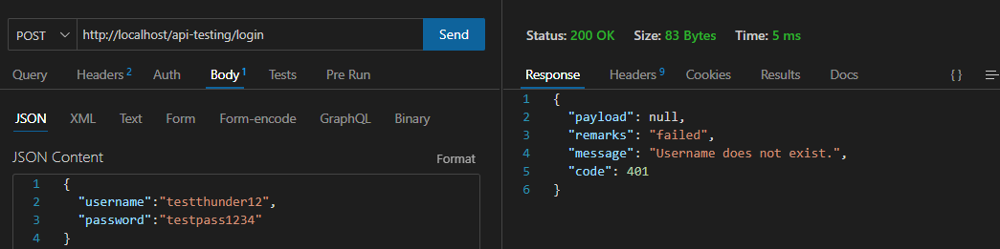 POST http://localhost/api-testing/login Send
Query Headers 2 Auth Body 1 Tests Pre Run
JSON XML Text Form Form-encode GraphQL Binary
JSON Content Format
1 {
2 "username":"testthunder12",
3 "password":"testpass1234"
4 }
Status: 200 OK Size: 83 Bytes Time: 5 ms
Response Headers 9 Cookies Results Docs { }
1 {
2 "payload": null,
3 "remarks": "failed",
4 "message": "Username does not exist.",
5 "code": 401
6 }